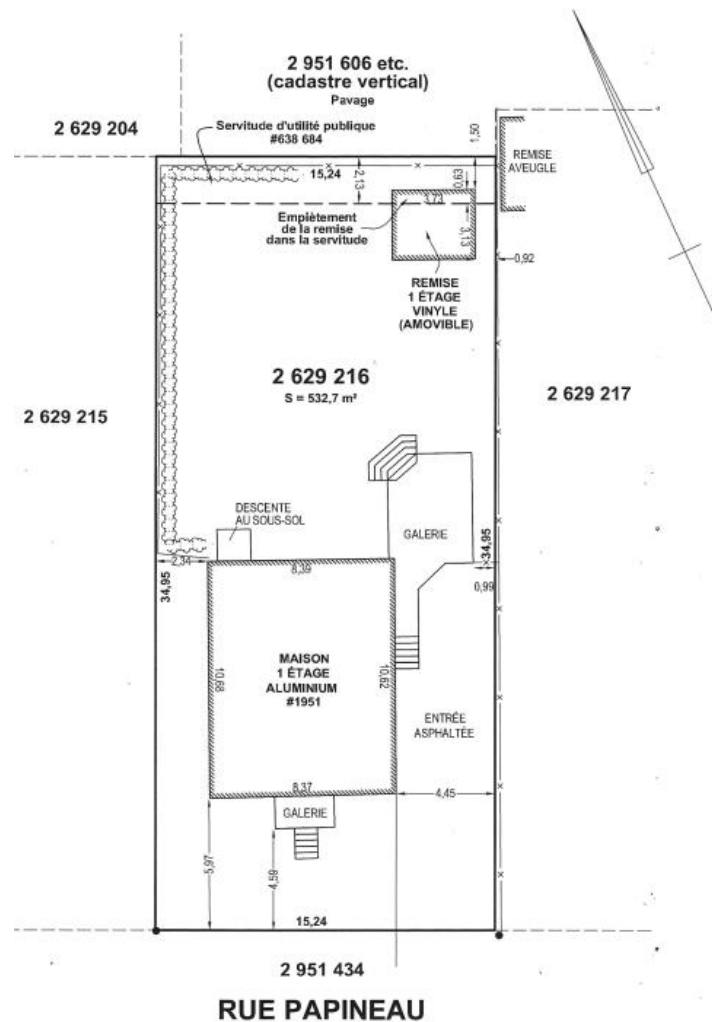 2 951 606 etc.
(cadastre vertical)
Pavage
2 629 204
Servitude d'utilité publique
#638 684
1,50
REMISE
AVEUGLE
15,24
2,13
0,63
3,73
Empiètement
de la remise
dans la servitude
3,13
0,92
REMISE
1 ÉTAGE
VINYLE
(AMOVIBLE)
2 629 216
S = 532,7 m²
2 629 215
2 629 217
DESCENTE
AU SOUS-SOL
GALERIE
34,95
2,34
8,39
0,99
34,95
MAISON
1 ÉTAGE
ALUMINIUM
#1951
10,68
10,62
ENTRÉE
ASPHALTÉE
8,37
4,45
GALERIE
5,97
4,59
15,24
2 951 434
RUE PAPINEAU